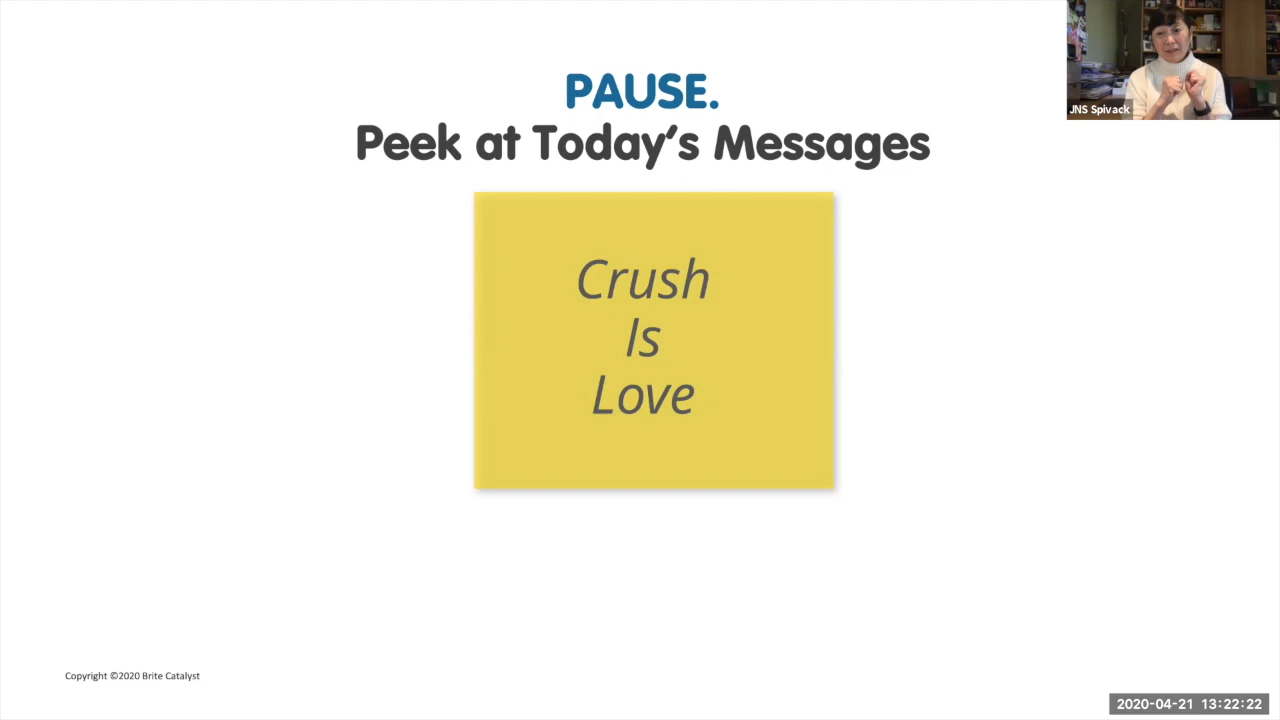 JNS Spivack
PAUSE.
Peek at Today's Messages
Crush
Is
Love
Copyright ©2020 Brite Catalyst
2020-04-21 13:22:22